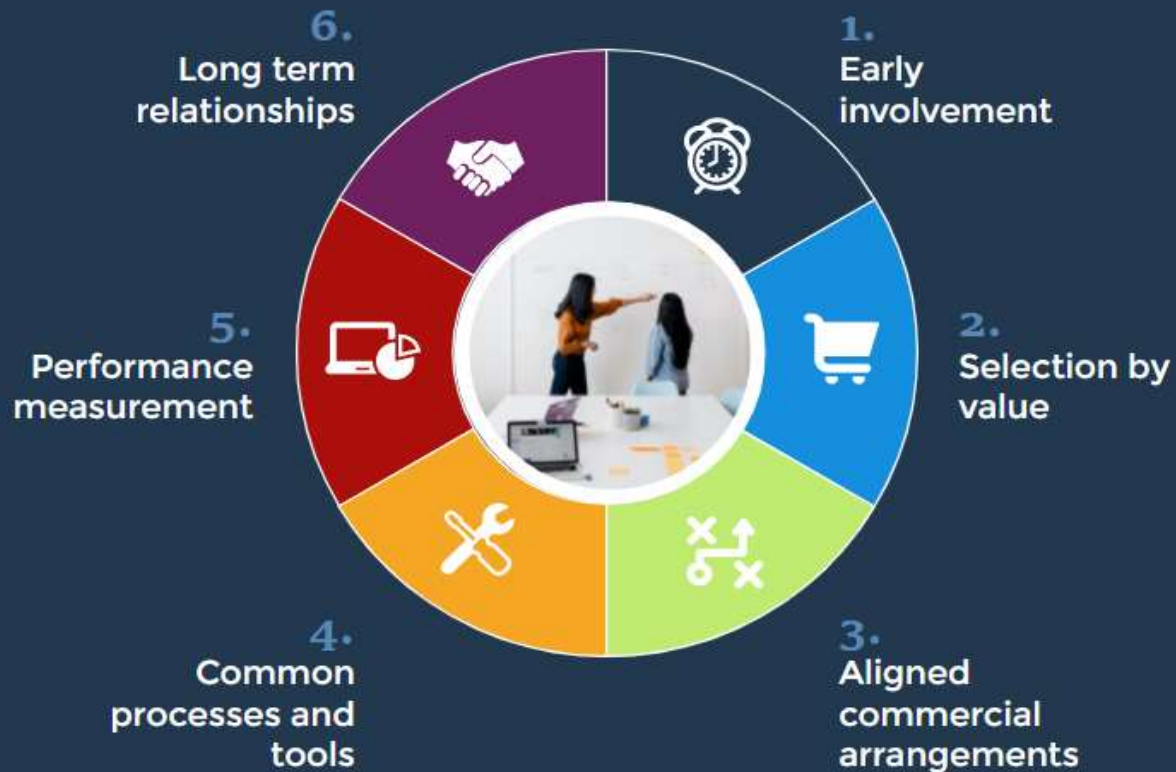 1.
Early
involvement
2.
Selection by
value
3.
Aligned
commercial
arrangements
4.
Common
processes and
tools
5.
Performance
measurement
6.
Long term
relationships